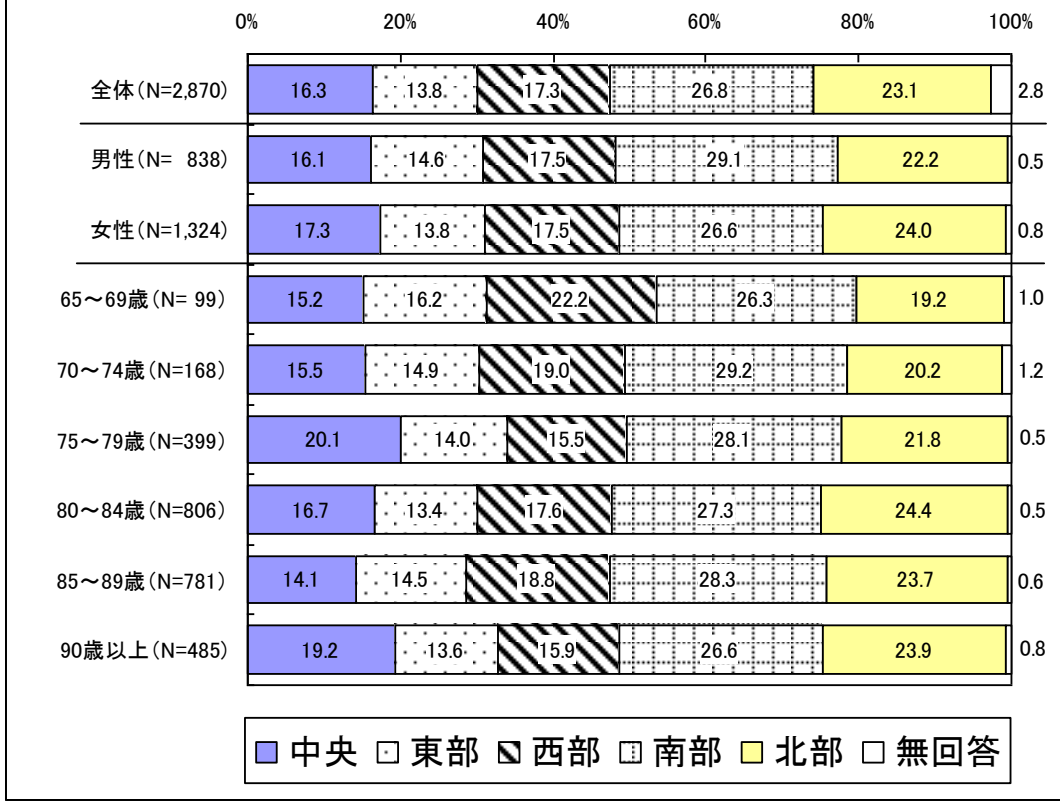 0% 20% 40% 60% 80% 100%
全体(N=2,870) 16.3 13.8 17.3 26.8 23.1 2.8
男性(N= 838) 16.1 14.6 17.5 29.1 22.2 0.5
女性(N=1,324) 17.3 13.8 17.5 26.6 24.0 0.8
65～69歳(N= 99) 15.2 16.2 22.2 26.3 19.2 1.0
70～74歳(N=168) 15.5 14.9 19.0 29.2 20.2 1.2
75～79歳(N=399) 20.1 14.0 15.5 28.1 21.8 0.5
80～84歳(N=806) 16.7 13.4 17.6 27.3 24.4 0.5
85～89歳(N=781) 14.1 14.5 18.8 28.3 23.7 0.6
90歳以上(N=485) 19.2 13.6 15.9 26.6 23.9 0.8
中央 東部 西部 南部 北部 無回答